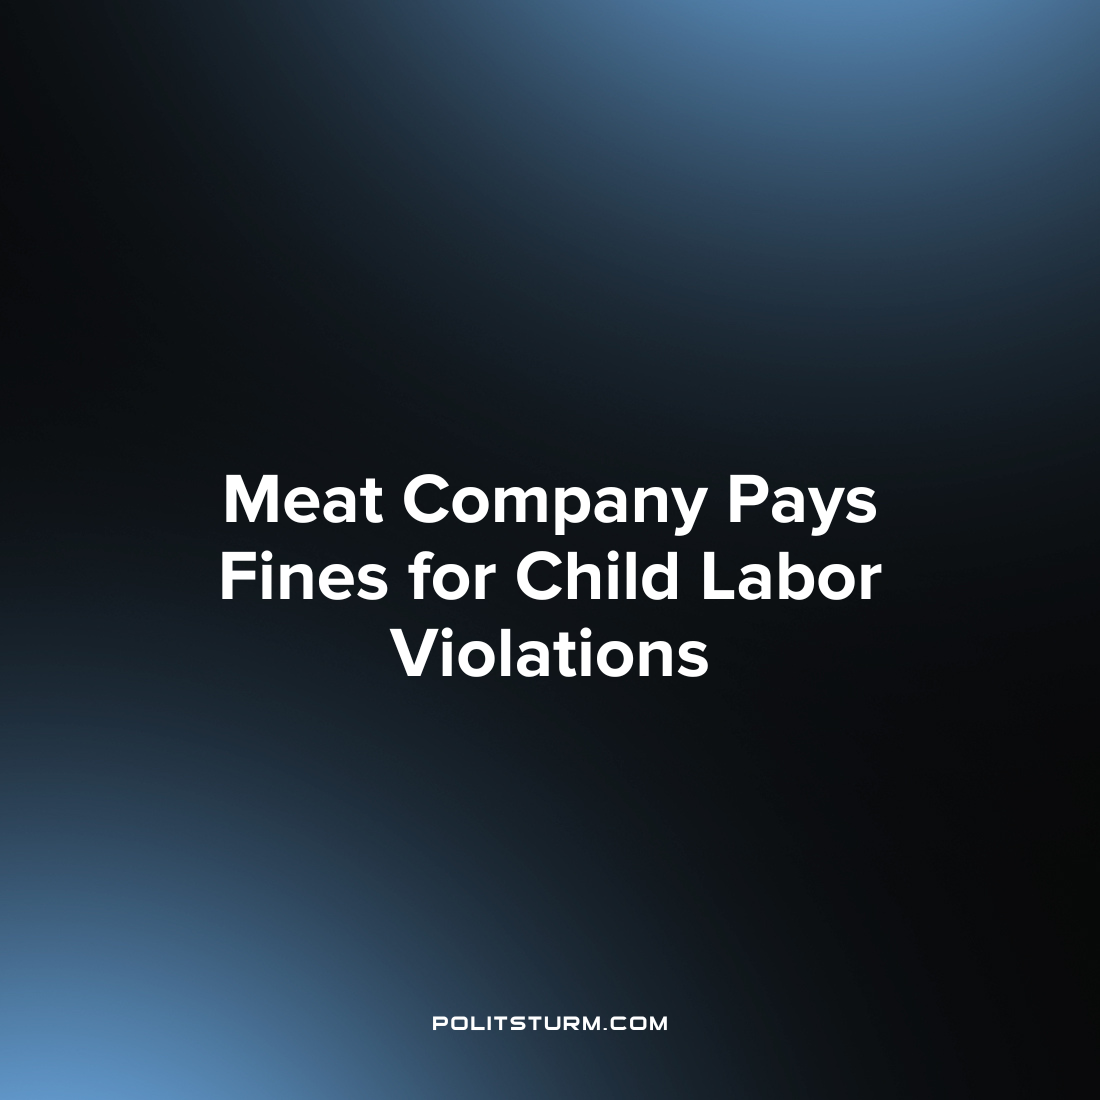 Meat Company Pays
Fines for Child Labor
Violations
POLITSTURM.COM